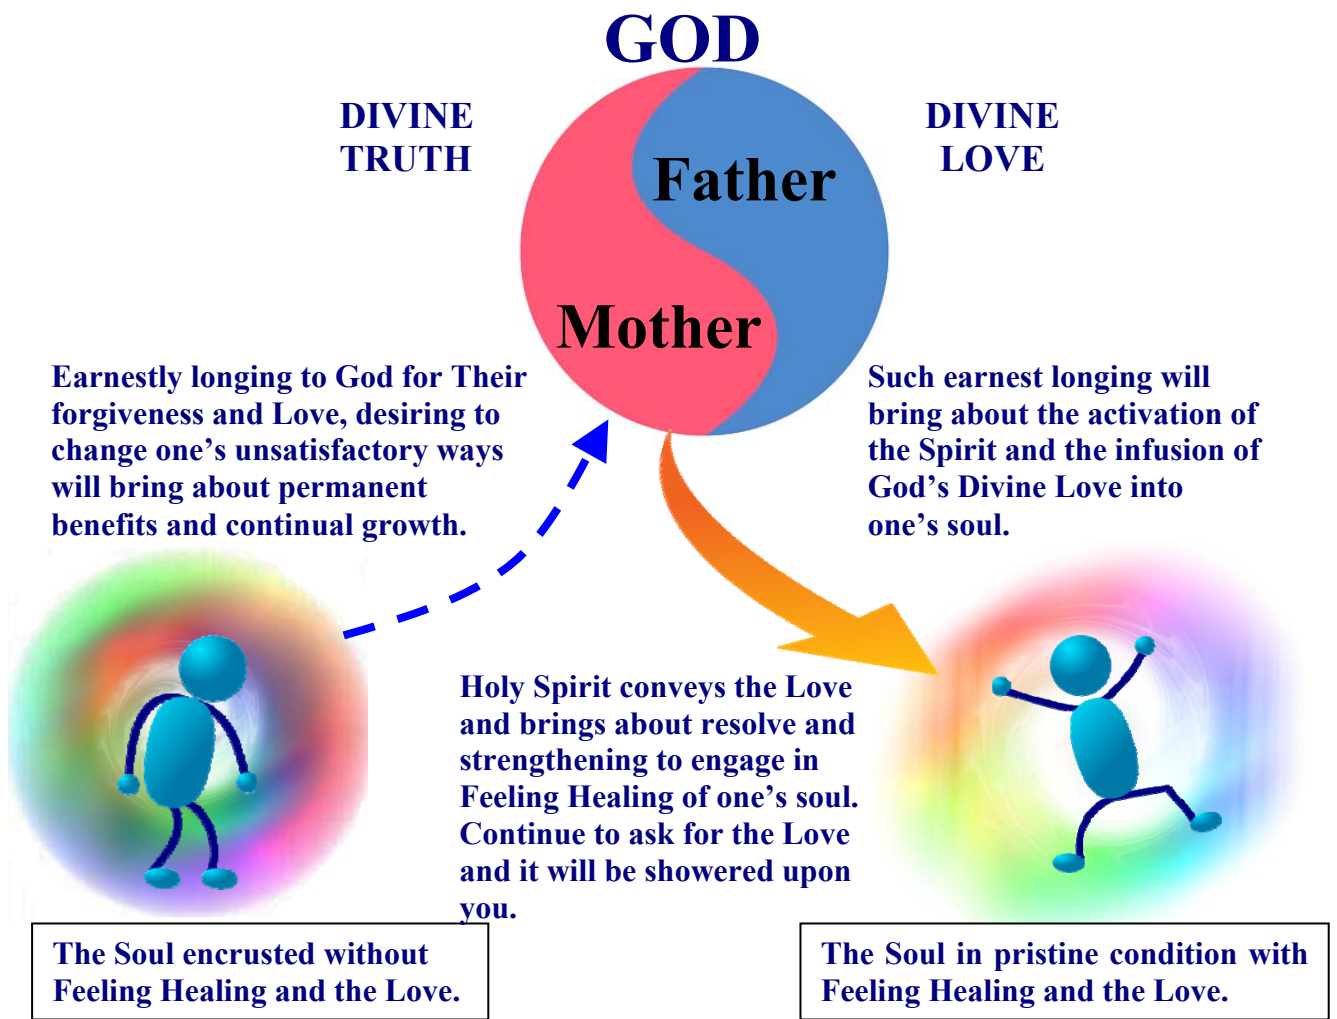 GOD
DIVINE
TRUTH
DIVINE
LOVE
Father
Mother
Earnestly longing to God for Their
forgiveness and Love, desiring to
change one’s unsatisfactory ways
will bring about permanent
benefits and continual growth.
Such earnest longing will
bring about the activation of
the Spirit and the infusion of
God’s Divine Love into
one’s soul.
Holy Spirit conveys the Love
and brings about resolve and
strengthening to engage in
Feeling Healing of one’s soul.
Continue to ask for the Love
and it will be showered upon
you.
The Soul encrusted without
Feeling Healing and the Love.
The Soul in pristine condition with
Feeling Healing and the Love.